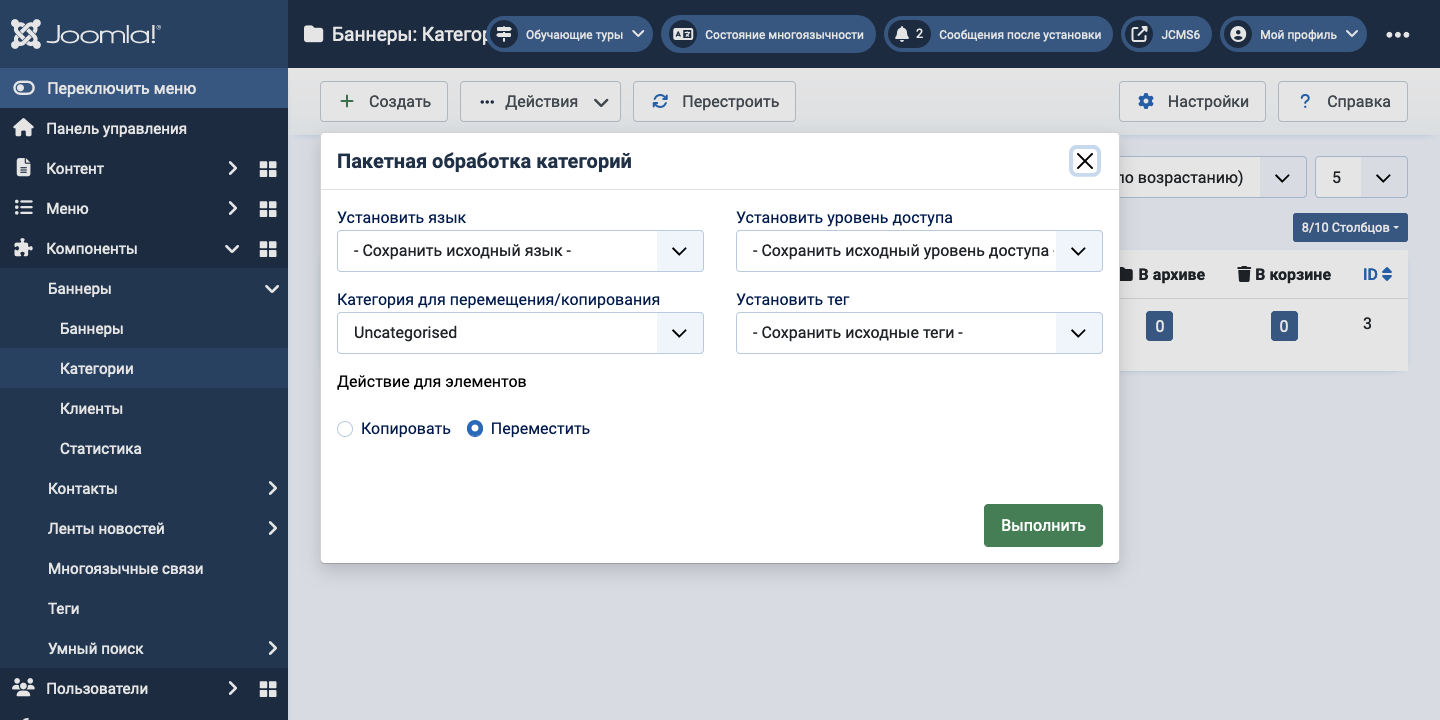 Joomla!
Баннеры: Категор
Обучающие туры
Состояние многоязычности
2
Сообщения после установки
JCMS6
Мой профиль
Переключить меню
Панель управления
Контент
Меню
Компоненты
Баннеры
Баннеры
Категории
Клиенты
Статистика
Контакты
Ленты новостей
Многоязычные связи
Теги
Умный поиск
Пользователи
Создать
Действия
Перестроить
Настройки
Справка
по возрастанию)
5
8/10 Столбцов
В архиве
В корзине
ID
0
0
3
Пакетная обработка категорий
Установить язык
- Сохранить исходный язык -
Установить уровень доступа
- Сохранить исходный уровень доступа -
Категория для перемещения/копирования
Uncategorised
Установить тег
- Сохранить исходные теги -
Действие для элементов
Копировать
Переместить
Выполнить